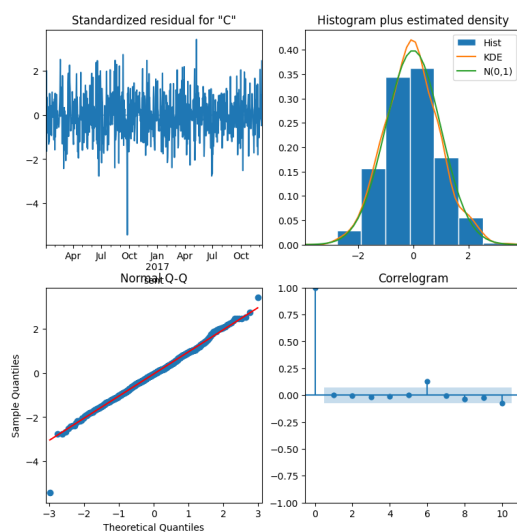 Standardized residual for "C"
2
0
−2
−4
Apr
Jul
Oct
Jan
2017
Apr
Jul
Oct
sent
Histogram plus estimated density
Hist
KDE
N(0,1)
0.40
0.35
0.30
0.25
0.20
0.15
0.10
0.05
0.00
−2
0
2
Normal Q-Q
Sample Quantiles
2
0
−2
−4
−3
−2
−1
0
1
2
3
Theoretical Quantiles
Correlogram
1.00
0.75
0.50
0.25
0.00
−0.25
−0.50
−0.75
−1.00
0
2
4
6
8
10